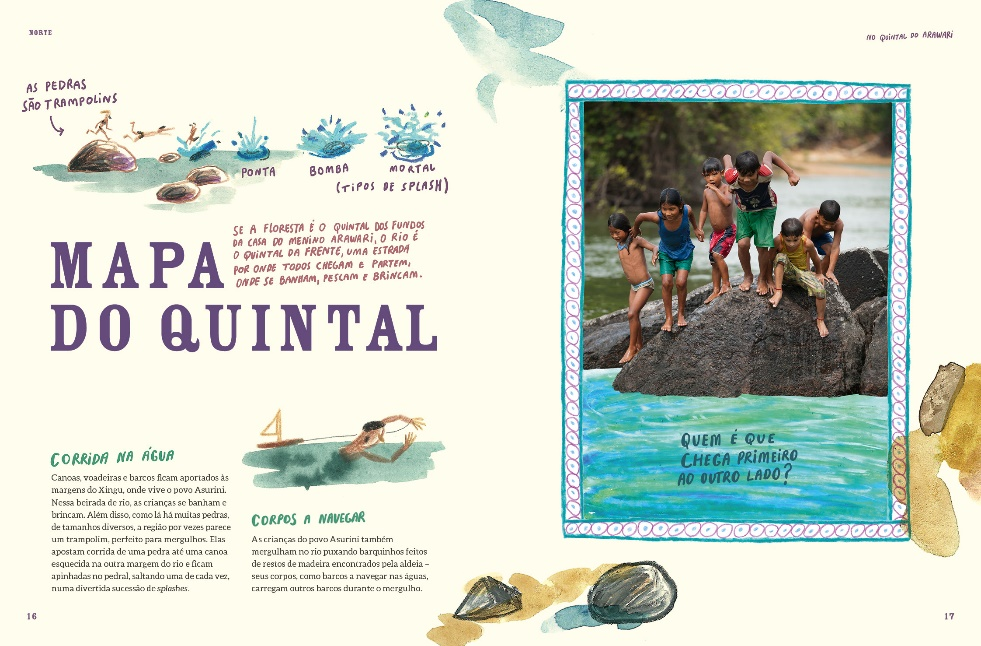 NORTE
NO QUINTAL DO ARAWARI
AS PEDRAS
SÃO TRAMPOLINS
PONTA
BOMBA
MORTAL
(TIPOS DE SPLASH)
SE A FLORESTA É O QUINTAL DOS FUNDOS
DA CASA DO MENINO ARAWARI, O RIO É
O QUINTAL DA FRENTE, UMA ESTRADA
POR ONDE TODOS CHEGAM E PARTEM,
ONDE SE BANHAM, PESCAM E BRINCAM.
MAPA
DO QUINTAL
CORRIDA NA ÁGUA
Canoas, voadeiras e barcos ficam aportados às
margens do Xingu, onde vive o povo Asurini.
Nessa beirada de rio, as crianças se banham e
brincam. Além disso, como lá há muitas pedras,
de tamanhos diversos, a região por vezes parece
um trampolim, perfeito para mergulhos. Elas
apostam corrida de uma pedra até uma canoa
esquecida na outra margem do rio e ficam
apinhadas no pedral, saltando uma de cada vez,
numa divertida sucessão de splashes.
CORPOS A NAVEGAR
As crianças do povo Asurini também
mergulham no rio puxando barquinhos feitos
de restos de madeira encontrados pela aldeia –
seus corpos, como barcos a navegar nas águas,
carregam outros barcos durante o mergulho.
QUEM É QUE
CHEGA PRIMEIRO
AO OUTRO LADO?
16
17